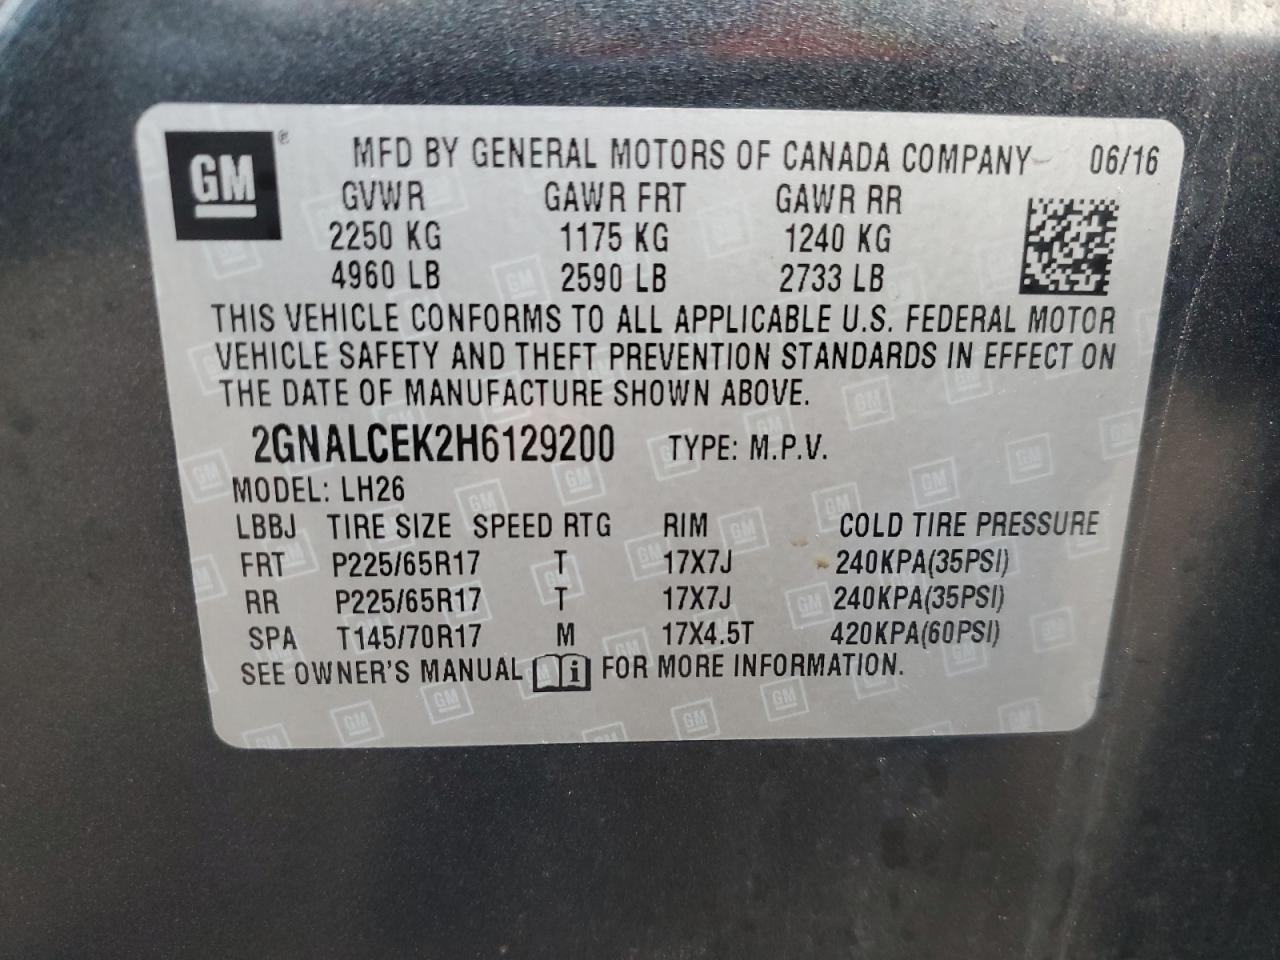 GM® MFD BY GENERAL MOTORS OF CANADA COMPANY 06/16
GVWR GAWR FRT GAWR RR
2250 KG 1175 KG 1240 KG
4960 LB 2590 LB 2733 LB
THIS VEHICLE CONFORMS TO ALL APPLICABLE U.S. FEDERAL MOTOR
VEHICLE SAFETY AND THEFT PREVENTION STANDARDS IN EFFECT ON
THE DATE OF MANUFACTURE SHOWN ABOVE.
2GNALCEK2H6129200 TYPE: M.P.V.
MODEL: LH26
LBBJ TIRE SIZE SPEED RTG RIM COLD TIRE PRESSURE
FRT P225/65R17 T 17X7J 240KPA(35PSI)
RR P225/65R17 T 17X7J 240KPA(35PSI)
SPA T145/70R17 M 17X4.5T 420KPA(60PSI)
SEE OWNER'S MANUAL i FOR MORE INFORMATION.